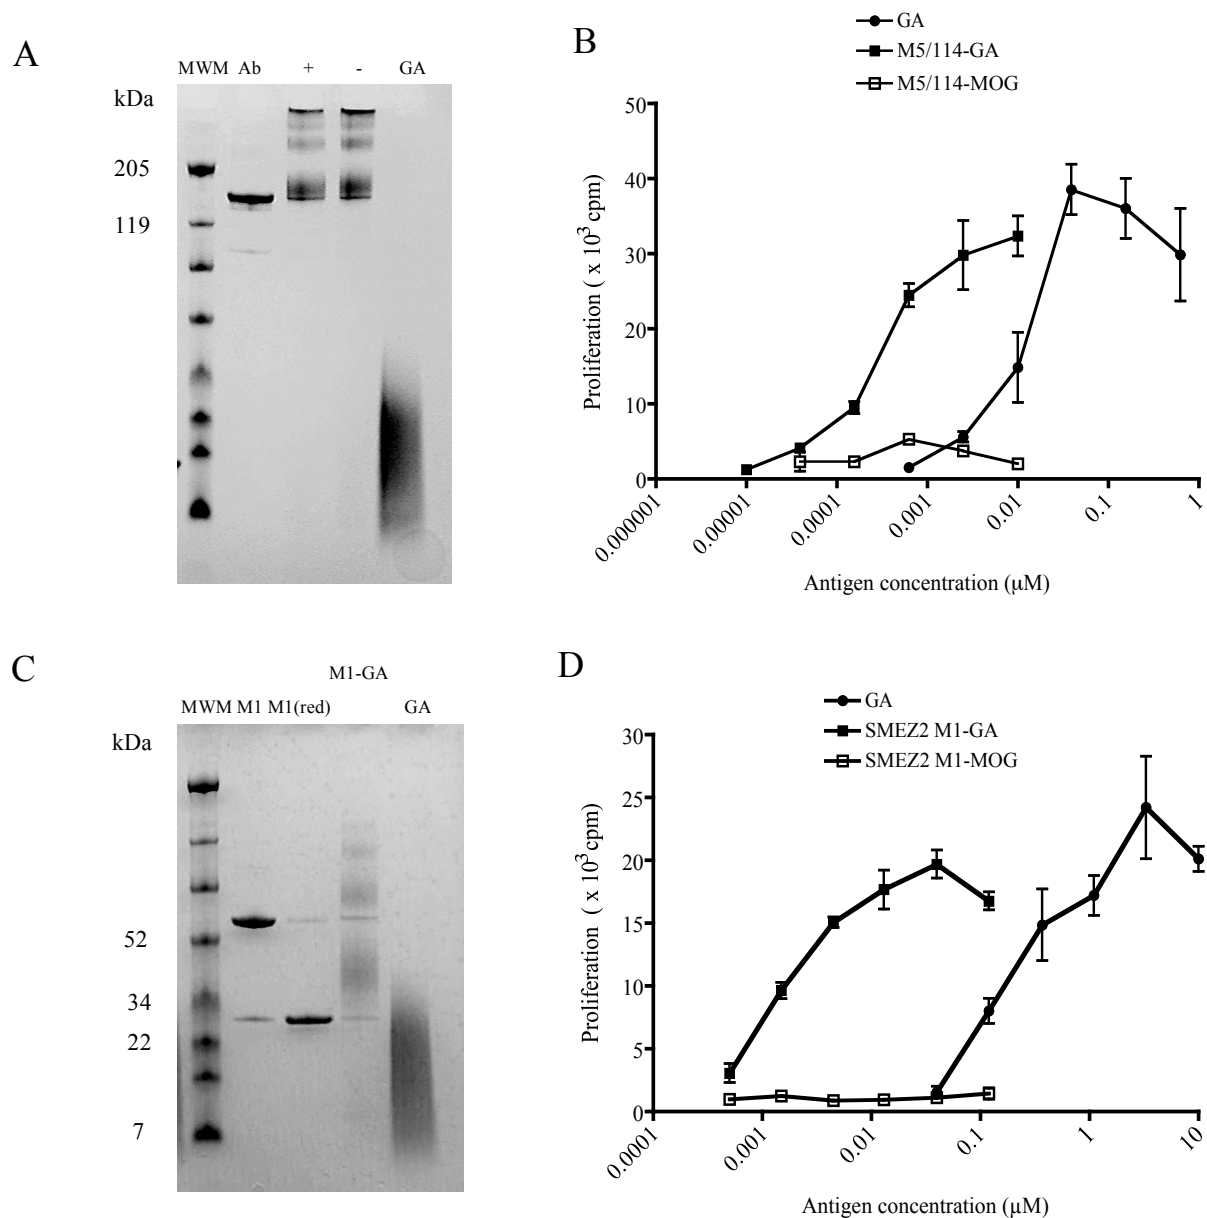 A
MWM Ab + - GA
kDa
205
119
B
GA
M5/114-GA
M5/114-MOG
50
40
30
20
10
0
Proliferation ( x 10³ cpm)
0.000001 0.00001 0.0001 0.001 0.01 0.1 1
Antigen concentration (µM)
C
M1-GA
MWM M1 M1(red) GA
kDa
52
34
22
7
D
GA
SMEZ2 M1-GA
SMEZ2 M1-MOG
30
25
20
15
10
5
0
Proliferation ( x 10³ cpm)
0.0001 0.001 0.01 0.1 1 10
Antigen concentration (µM)